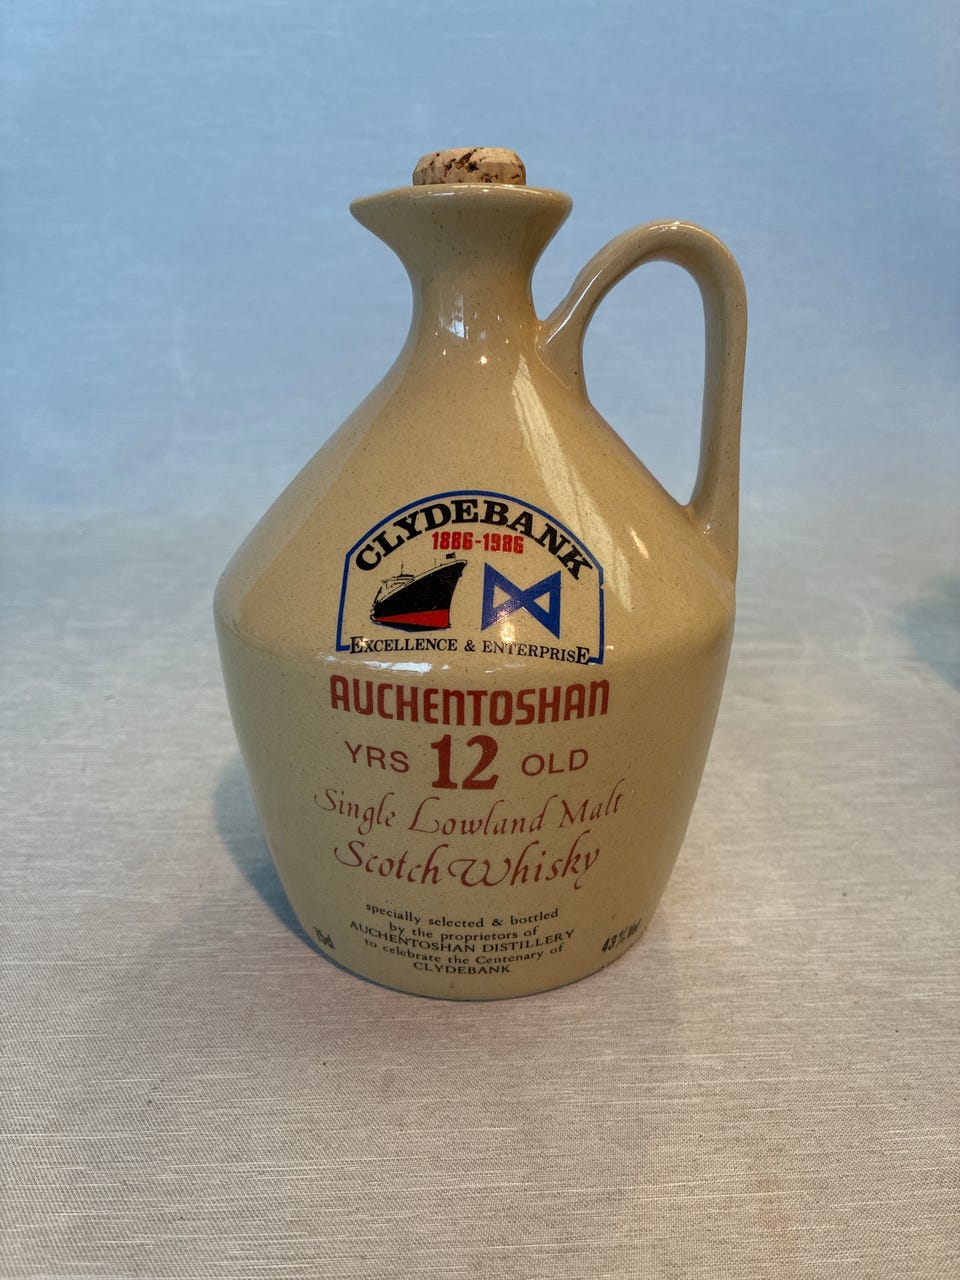 CLYDEBANK
1886-1986
EXCELLENCE & ENTERPRISE
AUCHENTOSHAN
YRS 12 OLD
Single Lowland Malt
Scotch Whisky
specially selected & bottled
by the proprietors of
AUCHENTOSHAN DISTILLERY
to celebrate the Centenary of
CLYDEBANK
75cl
43% Vol